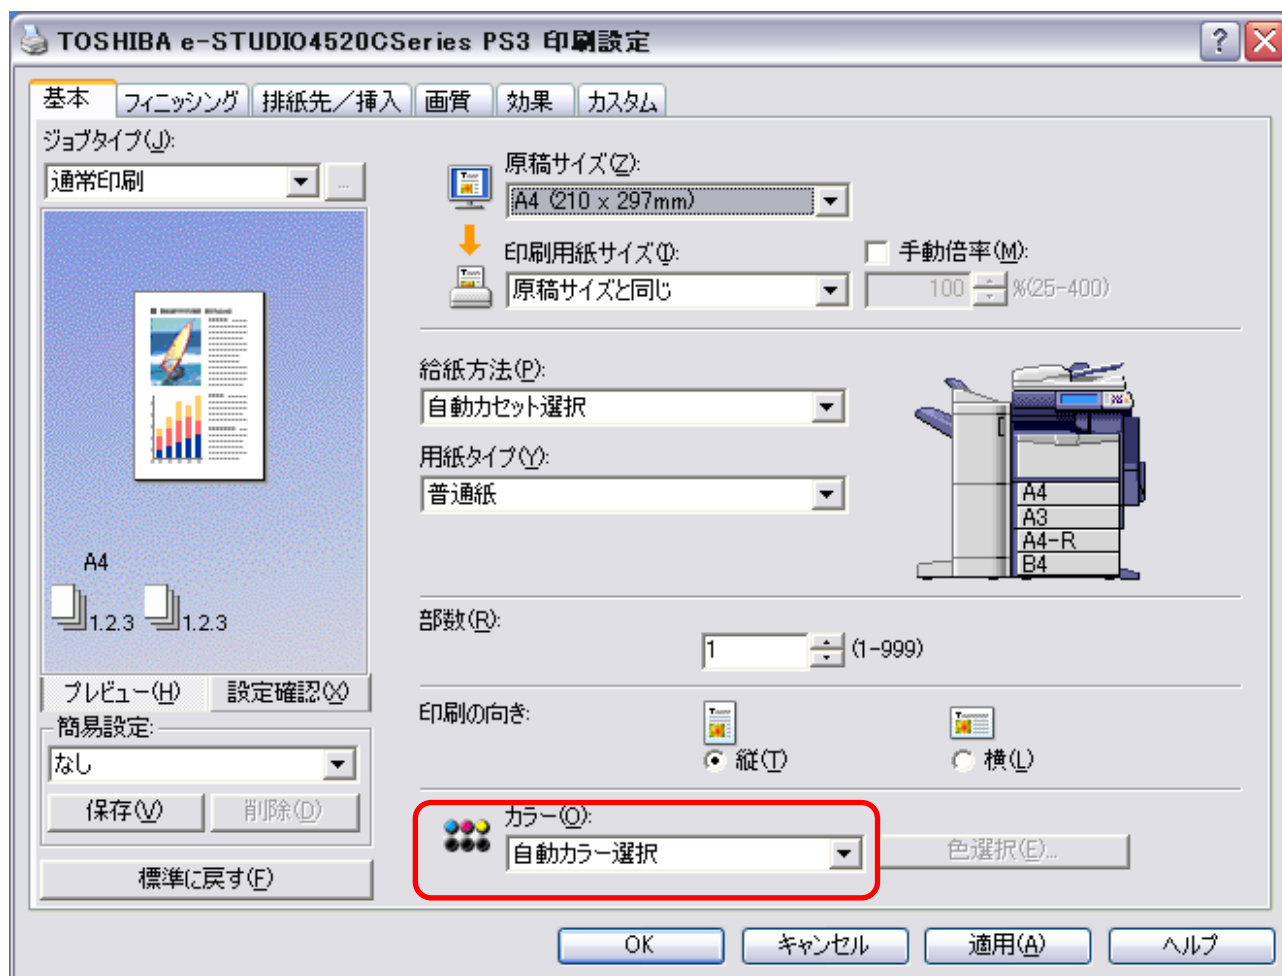 TOSHIBA e-STUDIO4520CSeries PS3 印刷設定
基本 フィニッシング 排紙先／挿入 画質 効果 カスタム
ジョブタイプ(J):
通常印刷
...
原稿サイズ(Z):
A4 (210 x 297mm)
印刷用紙サイズ(I):
原稿サイズと同じ
手動倍率(M):
100 %(25-400)
給紙方法(P):
自動カセット選択
用紙タイプ(Y):
普通紙
A4
A3
A4-R
B4
A4
1.2.3 1.2.3
部数(R):
1 (1-999)
プレビュー(H) 設定確認(X)
印刷の向き:
縦(T) 横(L)
簡易設定:
なし
保存(V) 削除(D)
標準に戻す(F)
カラー(O):
自動カラー選択
色選択(E)...
OK キャンセル 適用(A) ヘルプ